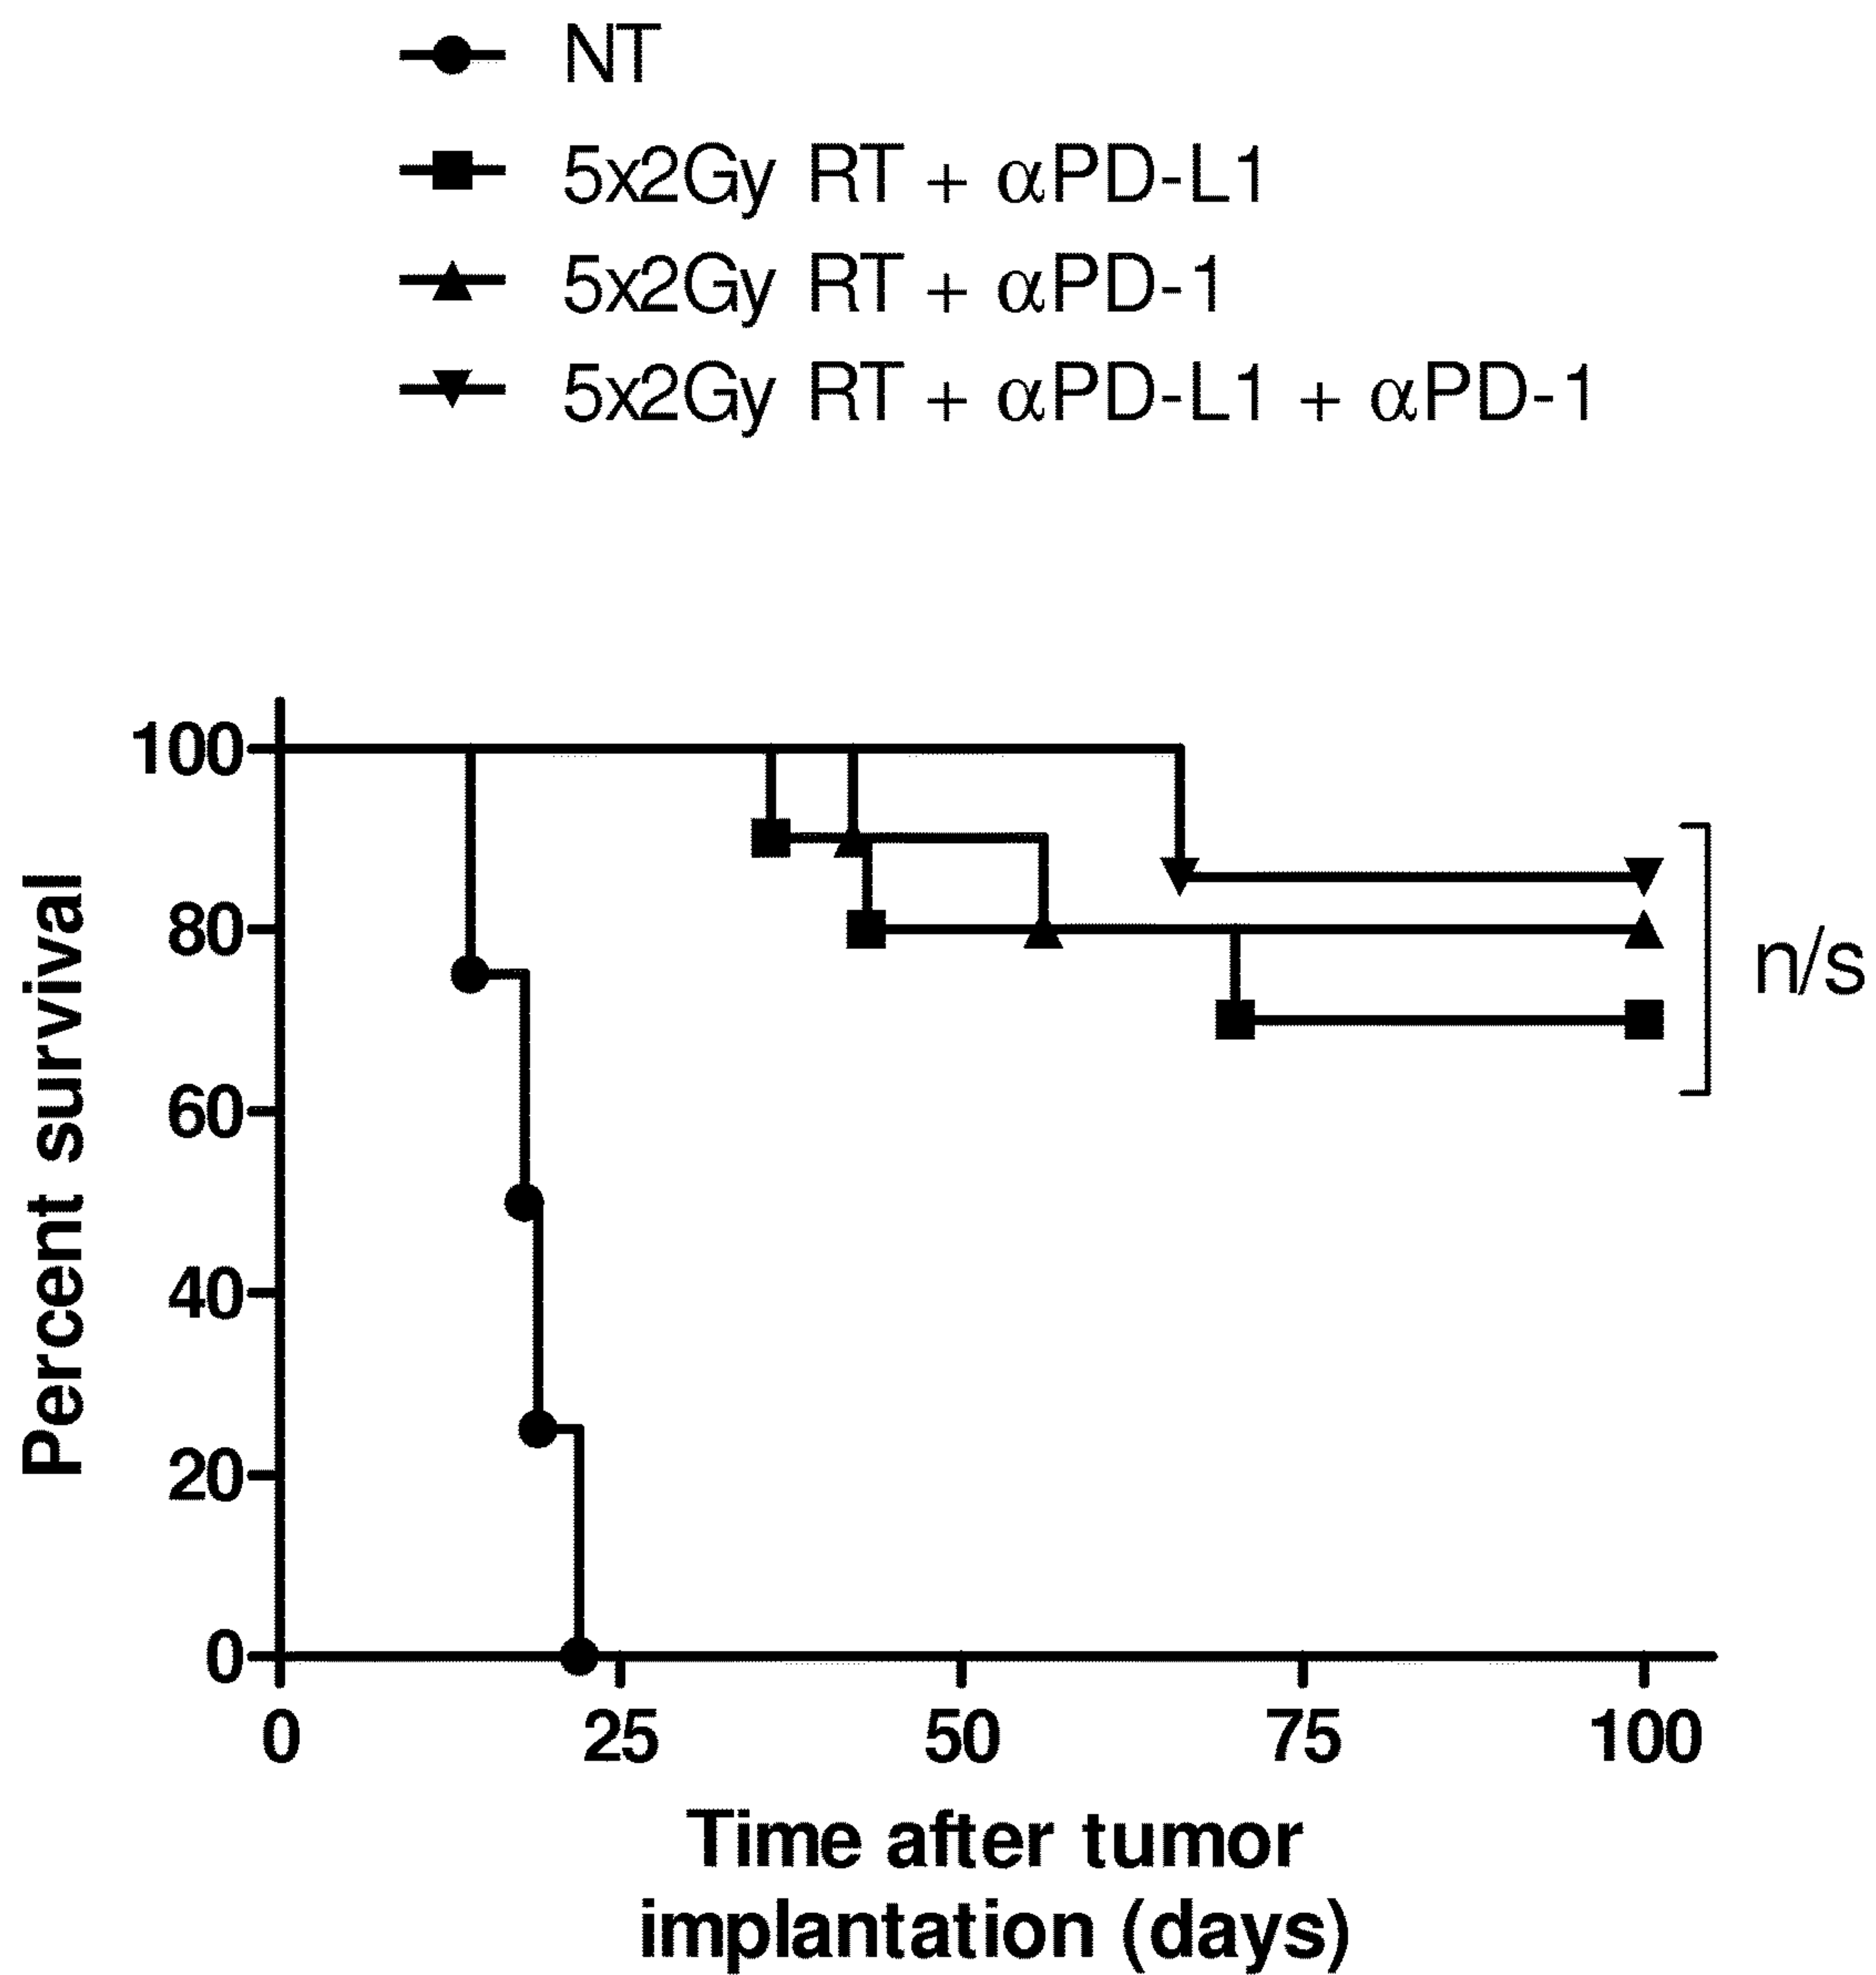 NT
5x2Gy RT + αPD-L1
5x2Gy RT + αPD-1
5x2Gy RT + αPD-L1 + αPD-1
Percent survival
100
80
60
40
20
0
n/s
0 25 50 75 100
Time after tumor
implantation (days)